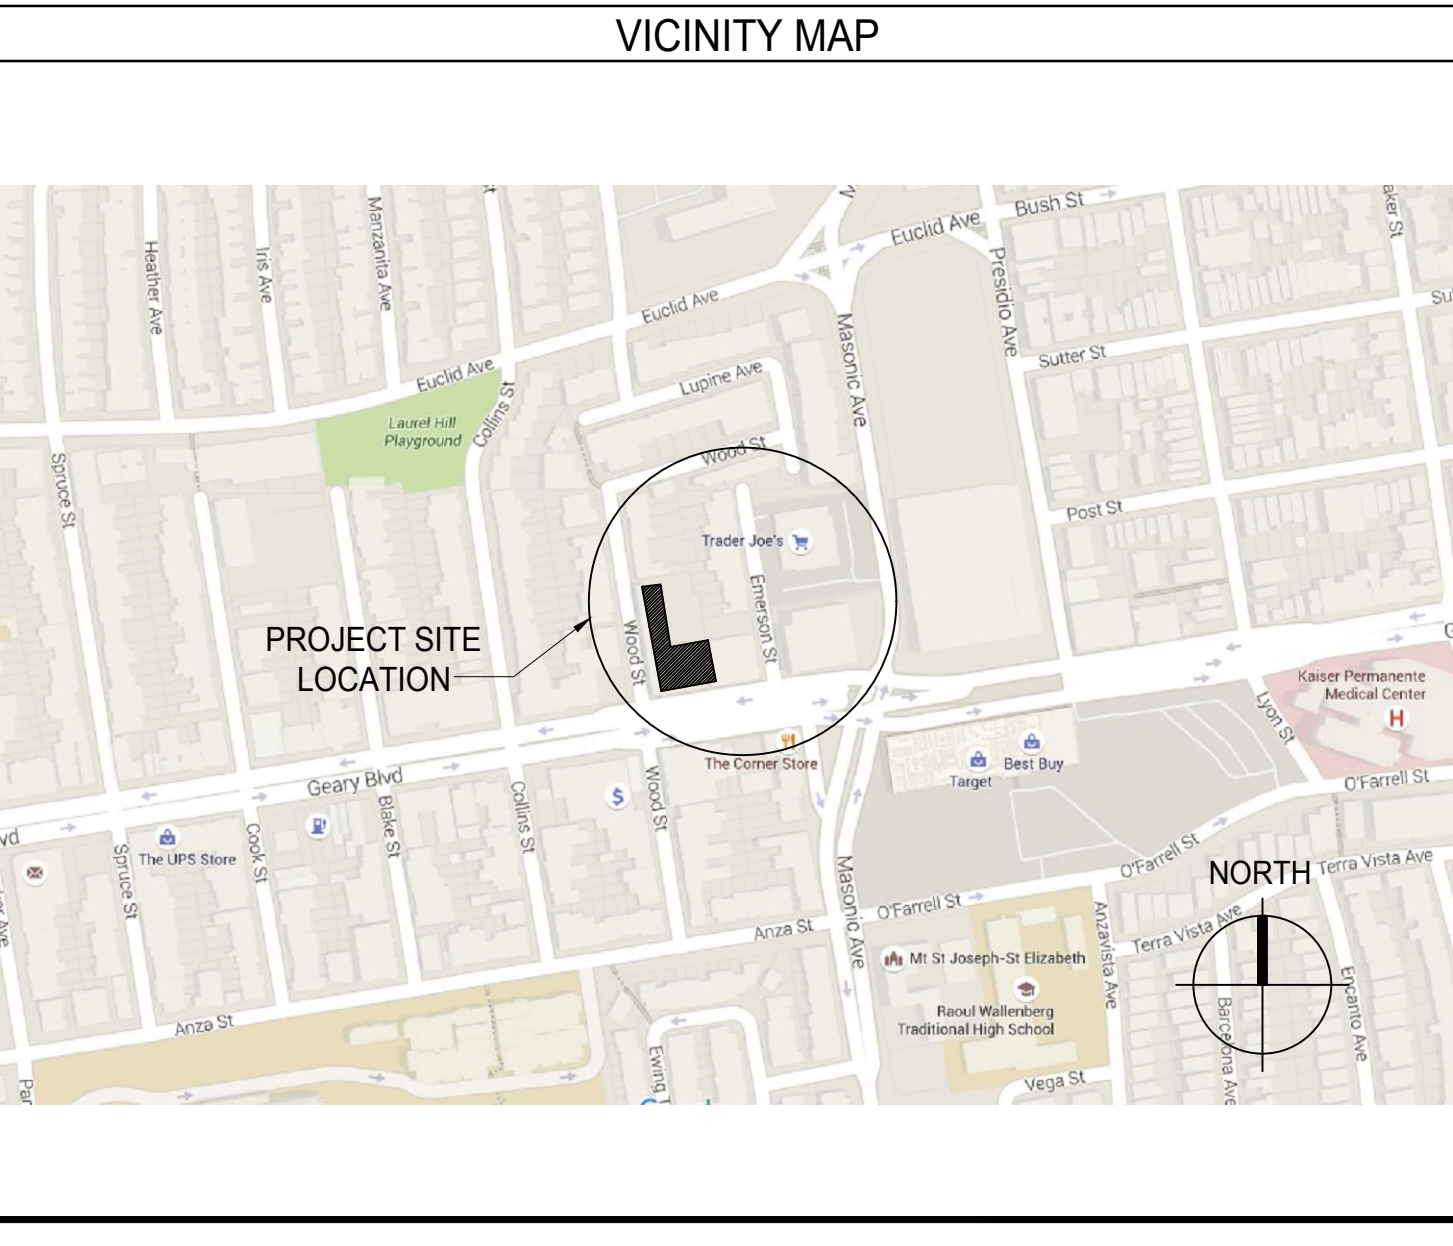 VICINITY MAP
Bush St
Euclid Ave
Manzanita Ave
Heather Ave
Iris Ave
Presidio Ave
Euclid Ave
Masonic Ave
Sutter St
Euclid Ave
Lupine Ave
Collins St
Laurel Hill
Playground
Wood St
Spruce St
Post St
Trader Joe's
Emerson St
PROJECT SITE
LOCATION
Wood St
Kaiser Permanente
Medical Center
H
Lyon St
The Corner Store
Best Buy
Target
Geary Blvd
O'Farrell St
$
Wood St
Collins St
Blake St
Cook St
The UPS Store
Spruce St
O'Farrell St
Terra Vista Ave
NORTH
Masonic Ave
O'Farrell St
Anza St
Anzavista Ave
Terra Vista Ave
Mt St Joseph-St Elizabeth
Encanto Ave
Raoul Wallenberg
Traditional High School
Barcelona Ave
Anza St
Ewing
Vega St